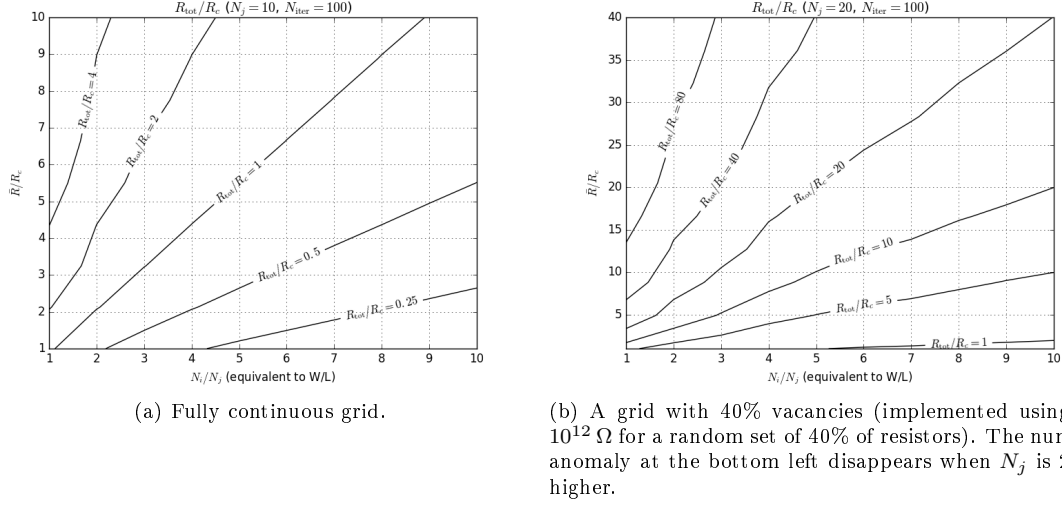 R_tot/R_c (N_j=10, N_iter=100)
10
9
8
7
6
5
4
3
2
1
R̄/R_c
R_tot/R_c = 4
R_tot/R_c = 2
R_tot/R_c = 1
R_tot/R_c = 0.5
R_tot/R_c = 0.25
1 2 3 4 5 6 7 8 9 10
N_i/N_j (equivalent to W/L)
(a) Fully continuous grid.
R_tot/R_c (N_j=20, N_iter=100)
40
35
30
25
20
15
10
5
R̄/R_c
R_tot/R_c = 80
R_tot/R_c = 40
R_tot/R_c = 20
R_tot/R_c = 10
R_tot/R_c = 5
R_tot/R_c = 1
1 2 3 4 5 6 7 8 9 10
N_i/N_j (equivalent to W/L)
(b) A grid with 40% vacancies (implemented using
10^12 Ω for a random set of 40% of resistors). The
anomaly at the bottom left disappears when N_j is
higher.